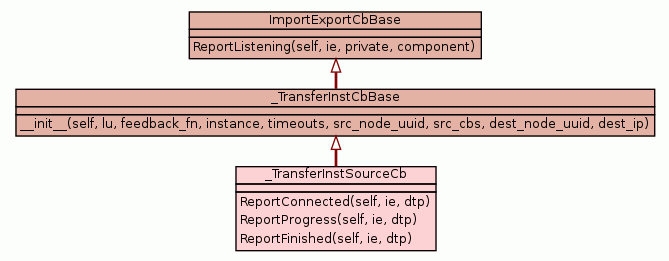 ImportExportCbBase
ReportListening(self, ie, private, component)
_TransferInstCbBase
__init__(self, lu, feedback_fn, instance, timeouts, src_node_uuid, src_cbs, dest_node_uuid, dest_ip)
_TransferInstSourceCb
ReportConnected(self, ie, dtp)
ReportProgress(self, ie, dtp)
ReportFinished(self, ie, dtp)